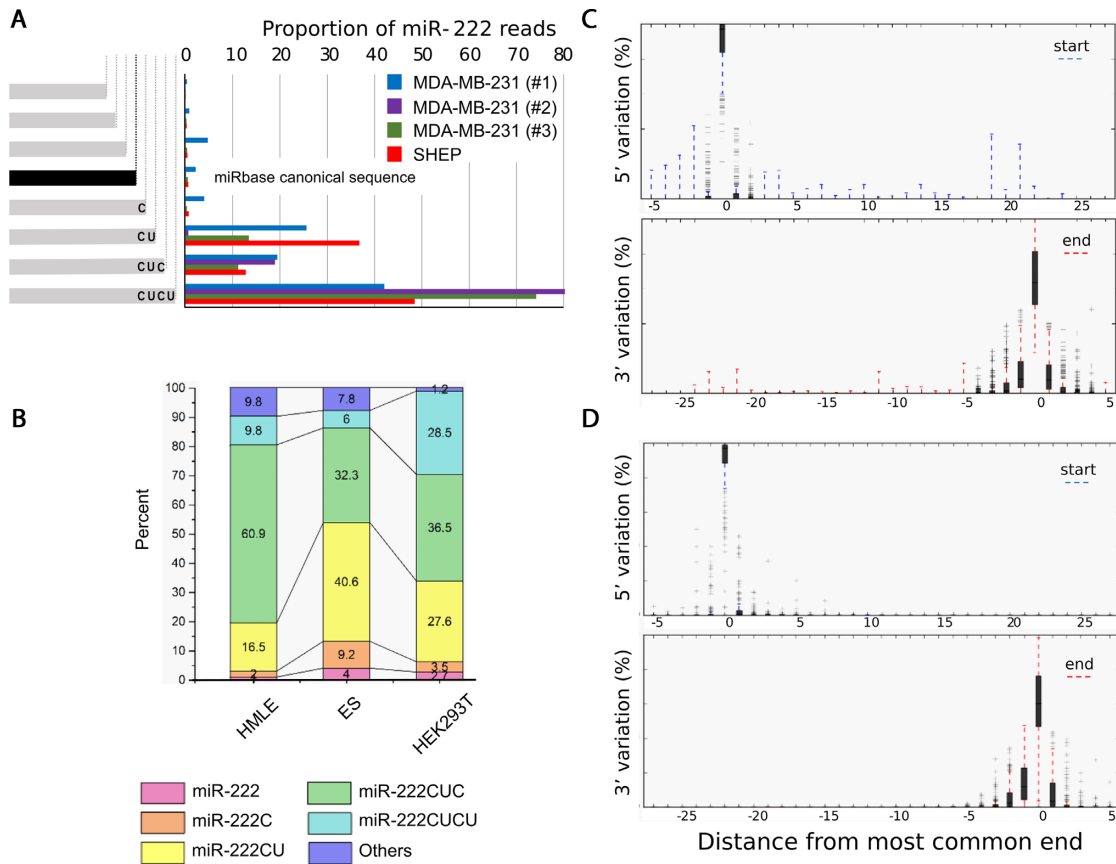 A
Proportion of miR-222 reads
0 10 20 30 40 50 60 70 80
MDA-MB-231 (#1)
MDA-MB-231 (#2)
MDA-MB-231 (#3)
SHEP
miRbase canonical sequence
C
CU
CUC
CUCU
B
Percent
100
90
80
70
60
50
40
30
20
10
0
9.8
9.8
60.9
16.5
2
7.8
6
32.3
40.6
9.2
4
1.2
28.5
36.5
27.6
3.5
2.7
HMLE
ES
HEK293T
miR-222
miR-222C
miR-222CU
miR-222CUC
miR-222CUCU
Others
C
5' variation (%)
start
-5 0 5 10 15 20 25
3' variation (%)
end
-25 -20 -15 -10 -5 0 5
D
5' variation (%)
start
-5 0 5 10 15 20 25
3' variation (%)
end
-25 -20 -15 -10 -5 0 5
Distance from most common end